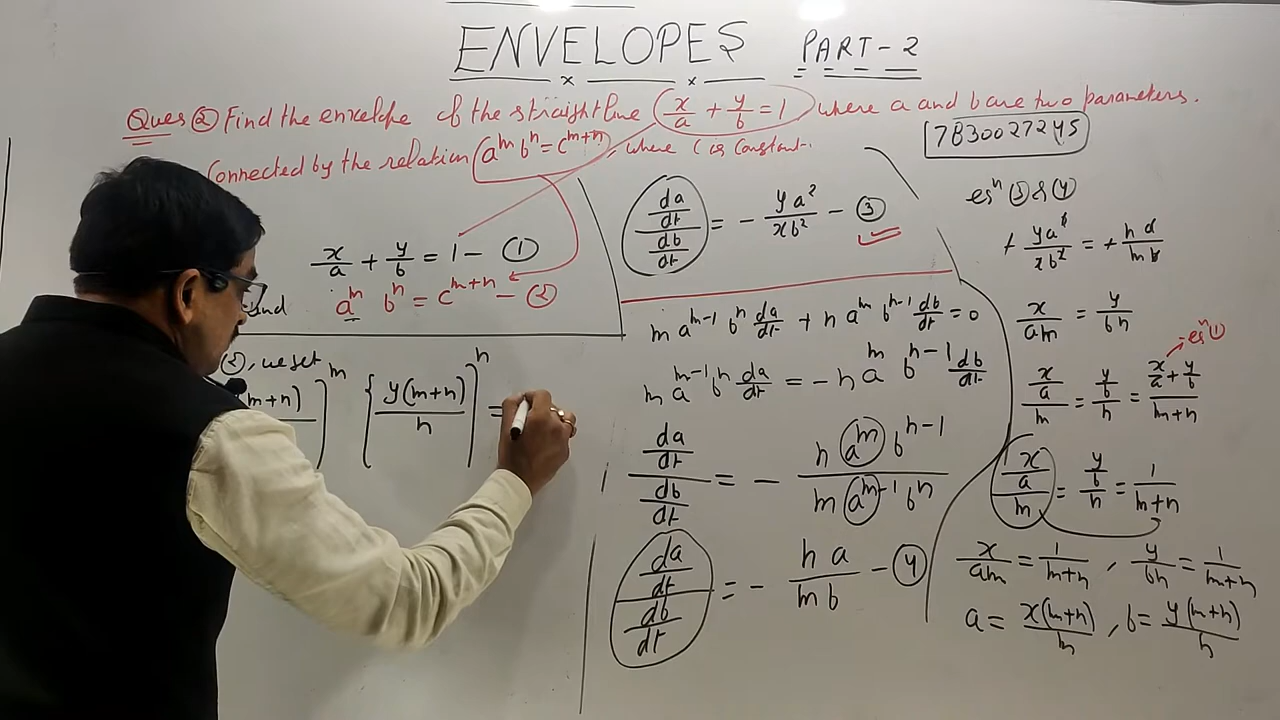 ENVELOPES PART-2
Ques ② Find the envelope of the straight line x/a + y/b = 1 where a and b are two parameters.
Connected by the relation a^m b^n = c^(m+n), where C is Constant.
7830027245
x/a + y/b = 1 - ①
and a^m b^n = c^(m+n) - ②
②, we get
m+n) ]^m { y(m+n)/n ]^n =
(da/dt)/(db/dt) = - ya²/xb² - ③
m a^(m-1) b^n da/dt + n a^m b^(n-1) db/dt = 0
m a^(m-1) b^n da/dt = - n a^m b^(n-1) db/dt
(da/dt)/(db/dt) = - n a^m b^(n-1) / m a^(m-1) b^n
(da/dt)/(db/dt) = - na/mb - ④
eqn ③ & ④
+ ya²/xb² = + na/mb
x/am = y/bn
(x/a)/m = (y/b)/n = (x/a + y/b)/(m+n) → eqn ①
(x/a)/m = (y/b)/n = 1/(m+n)
x/am = 1/(m+n) , y/bn = 1/(m+n)
a = x(m+n)/m , b = y(m+n)/n